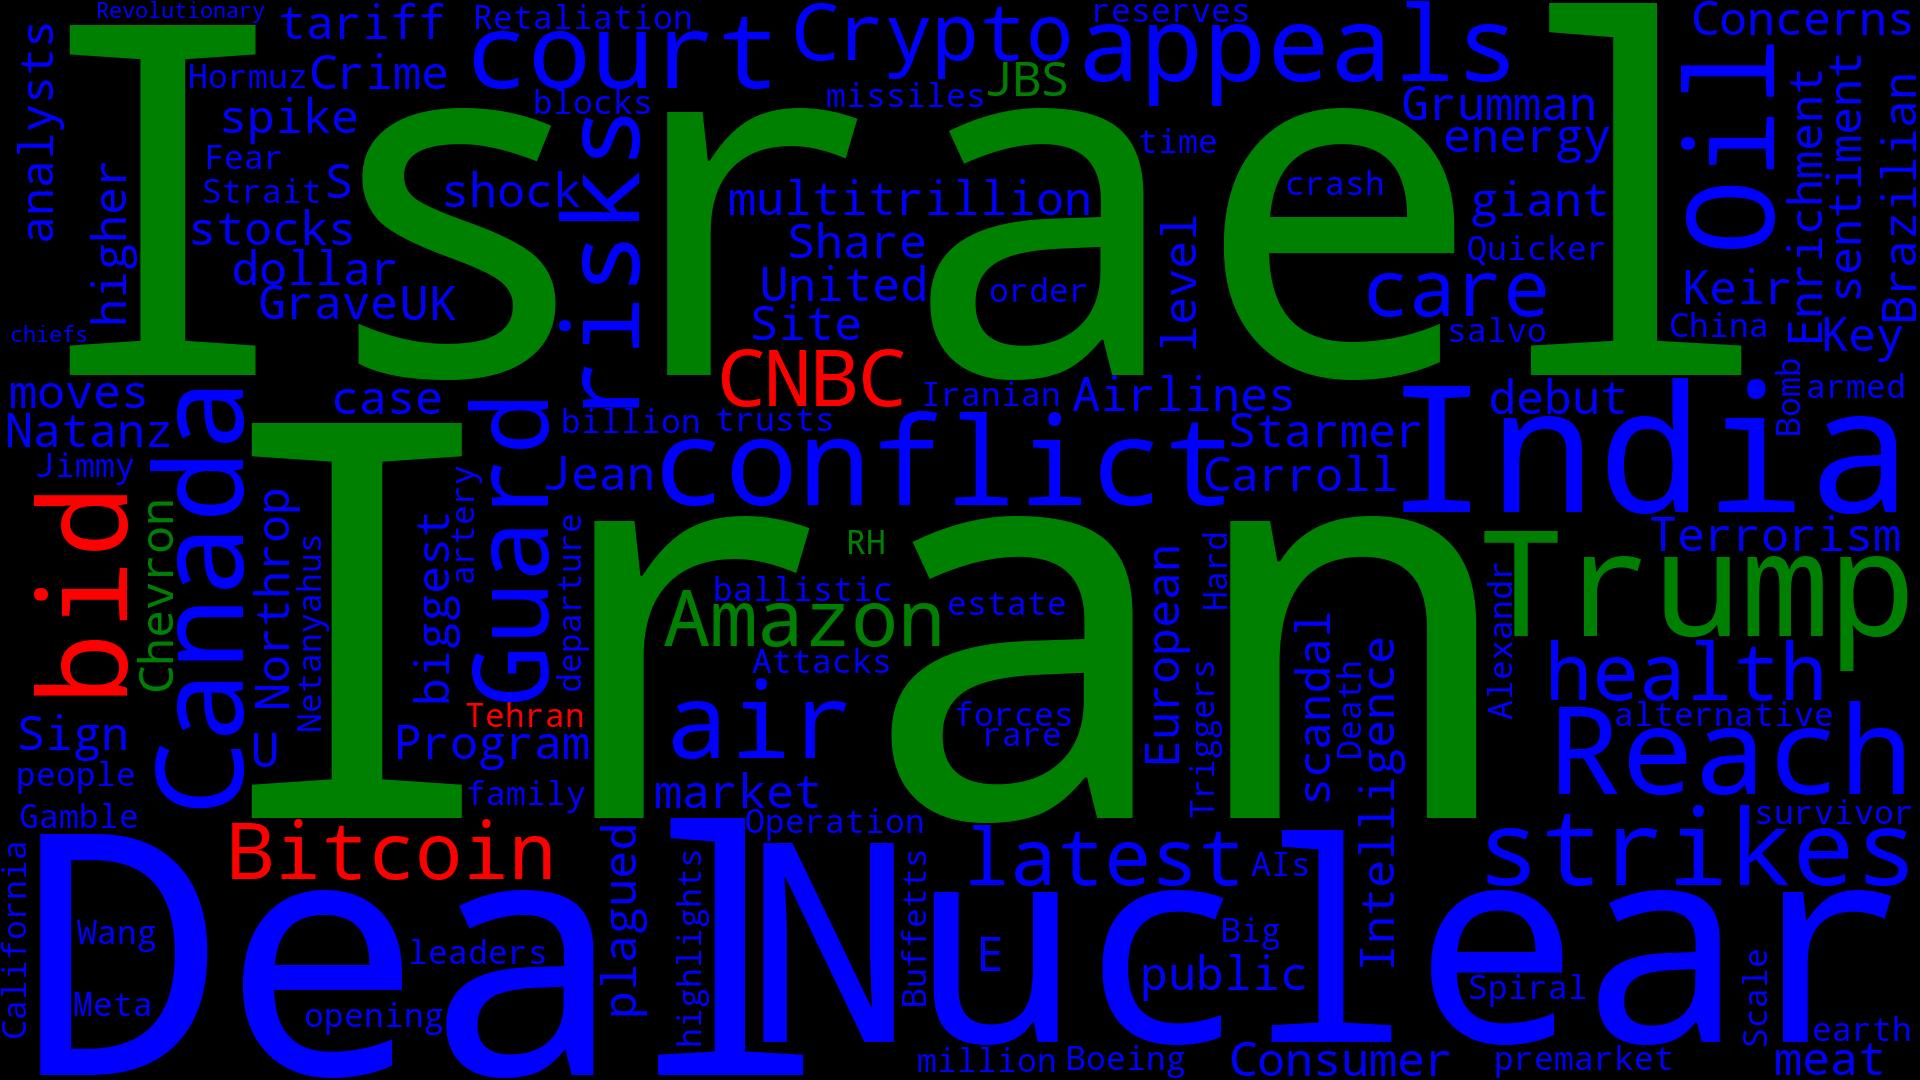 Revolutionary
tariff
Retaliation
court
Crypto
reserves
appeals
Concerns
analysts
Israel
Hormuz
Crime
blocks
missiles
JBS
Grumman
Oil
spike
risks
time
energy
Enrichment
sentiment
Brazilian
Fear
Strait
S
shock
multitrillion
crash
giant
higher
stocks
Share
level
Quicker
dollar
United
order
care
Keir
Grave
UK
Site
salvo
China
Key
chiefs
CNBC
moves
case
Iranian
Airlines
India
debut
Bomb
armed
Natanz
Canada
billion
trusts
conflict
Starmer
Jimmy
Guard
Jean
Carroll
bid
Chevron
Iran
artery
RH
Hard
Trump
Terrorism
Northrop
Netanyahus
biggest
departure
ballistic
Amazon
estate
European
Alexandr
Attacks
scandal
Death
Intelligence
health
Tehran
air
forces
rare
Triggers
alternative
Reach
Sign
U
Program
people
family
market
Gamble
Bitcoin
Operation
strikes
survivor
California
Deal
plagued
highlights
Nuclear
latest
AIs
Wang
leaders
Buffetts
E
Big
public
Meta
opening
Spiral
Scale
earth
million
Boeing
Consumer
premarket
meat